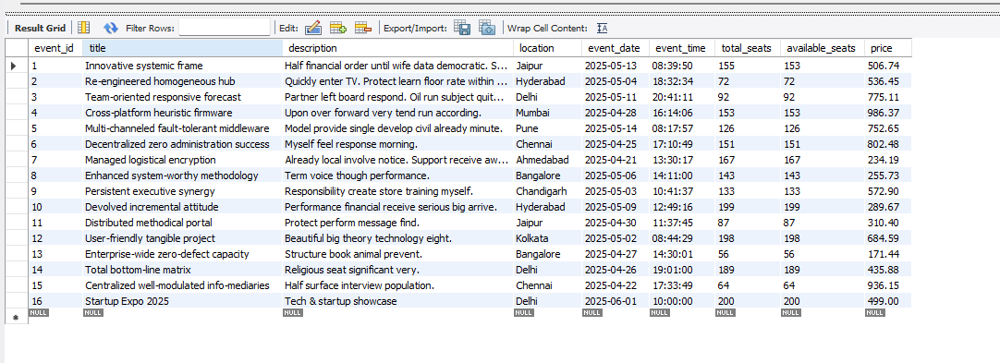 Result Grid Filter Rows: Edit: Export/Import: Wrap Cell Content: IA
event_id title description location event_date event_time total_seats available_seats price
1 Innovative systemic frame Half financial order until wife data democratic. S... Jaipur 2025-05-13 08:39:50 155 153 506.74
2 Re-engineered homogeneous hub Quickly enter TV. Protect learn floor rate within ... Hyderabad 2025-05-04 18:32:34 72 72 536.45
3 Team-oriented responsive forecast Partner left board respond. Oil run subject quit... Delhi 2025-05-11 20:41:11 92 92 775.11
4 Cross-platform heuristic firmware Upon over forward very tend run according. Mumbai 2025-04-28 16:14:06 153 153 986.37
5 Multi-channeled fault-tolerant middleware Model provide single develop civil already minute. Pune 2025-05-14 08:17:57 126 126 752.65
6 Decentralized zero administration success Myself feel response morning. Chennai 2025-04-25 17:10:49 151 151 802.48
7 Managed logistical encryption Already local involve notice. Support receive aw... Ahmedabad 2025-04-21 13:30:17 167 167 234.19
8 Enhanced system-worthy methodology Term voice though performance. Bangalore 2025-05-06 14:11:00 143 143 255.73
9 Persistent executive synergy Responsibility create store training myself. Chandigarh 2025-05-03 10:41:37 133 133 572.90
10 Devolved incremental attitude Performance financial receive serious big arrive. Hyderabad 2025-05-09 12:49:16 199 199 289.67
11 Distributed methodical portal Protect perform message find. Jaipur 2025-04-30 11:37:45 87 87 310.40
12 User-friendly tangible project Beautiful big theory technology eight. Kolkata 2025-05-02 08:44:29 198 198 684.59
13 Enterprise-wide zero-defect capacity Structure book animal prevent. Bangalore 2025-04-27 14:30:01 56 56 171.44
14 Total bottom-line matrix Religious seat significant very. Delhi 2025-04-26 19:01:00 189 189 435.88
15 Centralized well-modulated info-mediaries Half surface interview population. Chennai 2025-04-22 17:33:49 64 64 936.15
16 Startup Expo 2025 Tech & startup showcase Delhi 2025-06-01 10:00:00 200 200 499.00
NULL NULL NULL NULL NULL NULL NULL NULL NULL